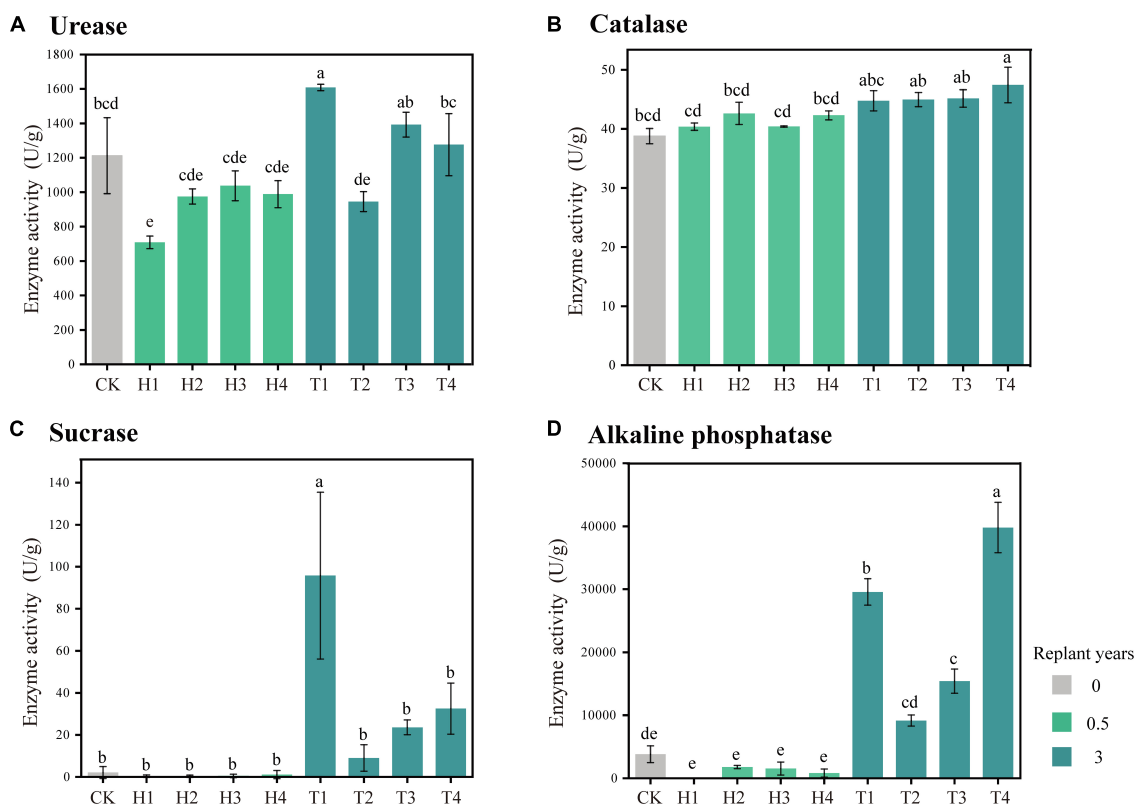 A Urease
Enzyme activity (U/g)
1800
1600
1400
1200
1000
800
600
400
200
0
bcd
e
cde
cde
cde
a
de
ab
bc
CK H1 H2 H3 H4 T1 T2 T3 T4
B Catalase
Enzyme activity (U/g)
50
40
30
20
10
0
bcd
cd
bcd
cd
bcd
abc
ab
ab
a
CK H1 H2 H3 H4 T1 T2 T3 T4
C Sucrase
Enzyme activity (U/g)
140
120
100
80
60
40
20
0
b
b
b
b
b
a
b
b
b
CK H1 H2 H3 H4 T1 T2 T3 T4
D Alkaline phosphatase
Enzyme activity (U/g)
50000
40000
30000
20000
10000
0
de
e
e
e
e
b
cd
c
a
CK H1 H2 H3 H4 T1 T2 T3 T4
Replant years
0
0.5
3